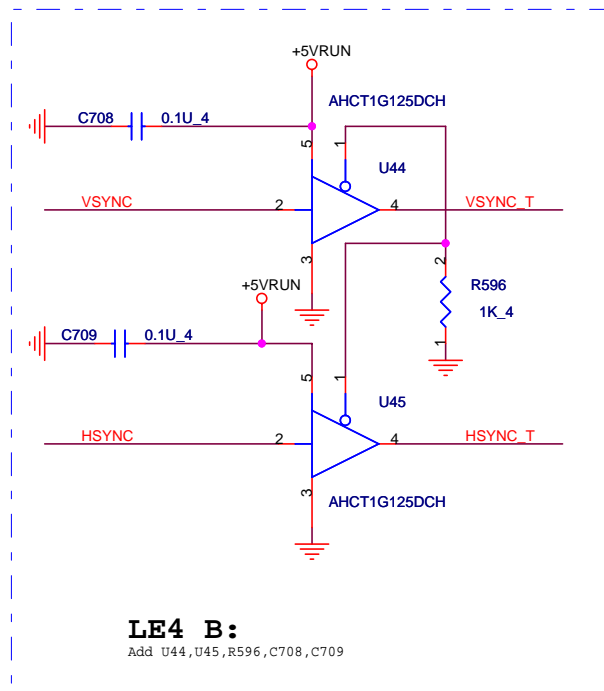 +5VRUN
AHCT1G125DCH
C708 0.1U_4
5
1
U44
VSYNC 2 4 VSYNC_T
3
2
+5VRUN
R596
1K_4
C709 0.1U_4
1
5
1
U45
HSYNC 2 4 HSYNC_T
3
AHCT1G125DCH
LE4 B:
Add U44,U45,R596,C708,C709